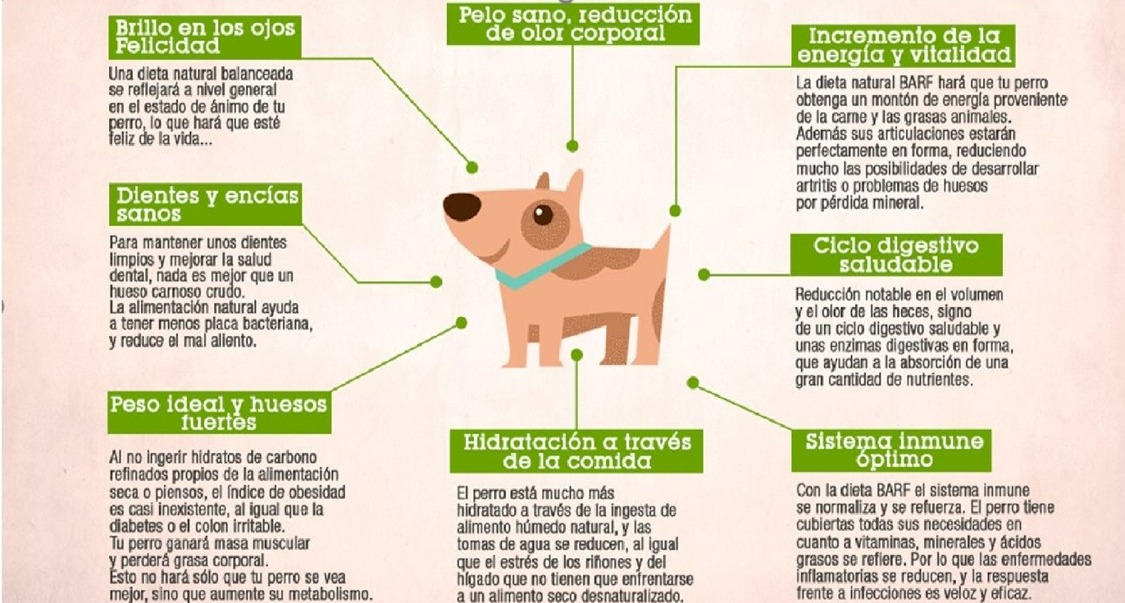 Brillo en los ojos
Felicidad
Una dieta natural balanceada
se reflejará a nivel general
en el estado de ánimo de tu
perro, lo que hará que esté
feliz de la vida...
Dientes y encías
sanos
Para mantener unos dientes
limpios y mejorar la salud
dental, nada es mejor que un
hueso carnoso crudo.
La alimentación natural ayuda
a tener menos placa bacteriana,
y reduce el mal aliento.
Peso ideal y huesos
fuertes
Al no ingerir hidratos de carbono
refinados propios de la alimentación
seca o piensos, el índice de obesidad
es casi inexistente, al igual que la
diabetes o el colon irritable.
Tu perro ganará masa muscular
y perderá grasa corporal.
Esto no hará sólo que tu perro se vea
mejor, sino que aumente su metabolismo.
Pelo sano, reducción
de olor corporal
Hidratación a través
de la comida
El perro está mucho más
hidratado a través de la ingesta de
alimento húmedo natural, y las
tomas de agua se reducen, al igual
que el estrés de los riñones y del
hígado que no tienen que enfrentarse
a un alimento seco desnaturalizado.
Incremento de la
energía y vitalidad
La dieta natural BARF hará que tu perro
obtenga un montón de energía proveniente
de la carne y las grasas animales.
Además sus articulaciones estarán
perfectamente en forma, reduciendo
mucho las posibilidades de desarrollar
artritis o problemas de huesos
por pérdida mineral.
Ciclo digestivo
saludable
Reducción notable en el volumen
y el olor de las heces, signo
de un ciclo digestivo saludable y
unas enzimas digestivas en forma,
que ayudan a la absorción de una
gran cantidad de nutrientes.
Sistema inmune
óptimo
Con la dieta BARF el sistema inmune
se normaliza y se refuerza. El perro tiene
cubiertas todas sus necesidades en
cuanto a vitaminas, minerales y ácidos
grasos se refiere. Por lo que las enfermedades
inflamatorias se reducen, y la respuesta
frente a infecciones es veloz y eficaz.